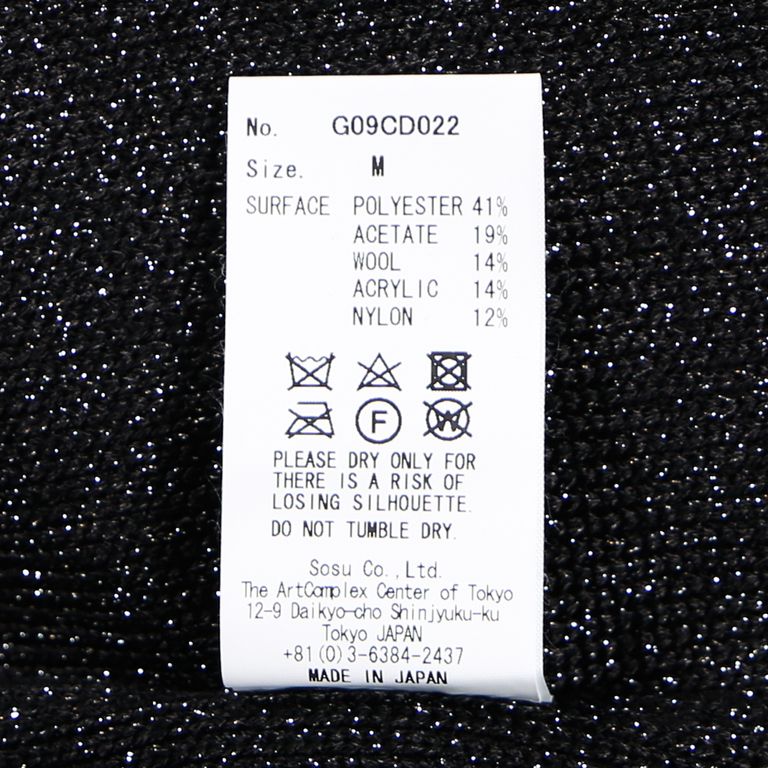 No. G09CD022
Size. M
SURFACE POLYESTER 41%
ACETATE 19%
WOOL 14%
ACRYLIC 14%
NYLON 12%
F W
PLEASE DRY ONLY FOR
THERE IS A RISK OF
LOSING SILHOUETTE.
DO NOT TUMBLE DRY.
Sosu Co.,Ltd.
The ArtComplex Center of Tokyo
12-9 Daikyo-cho Shinjyuku-ku
Tokyo JAPAN
+81(0)3-6384-2437
MADE IN JAPAN